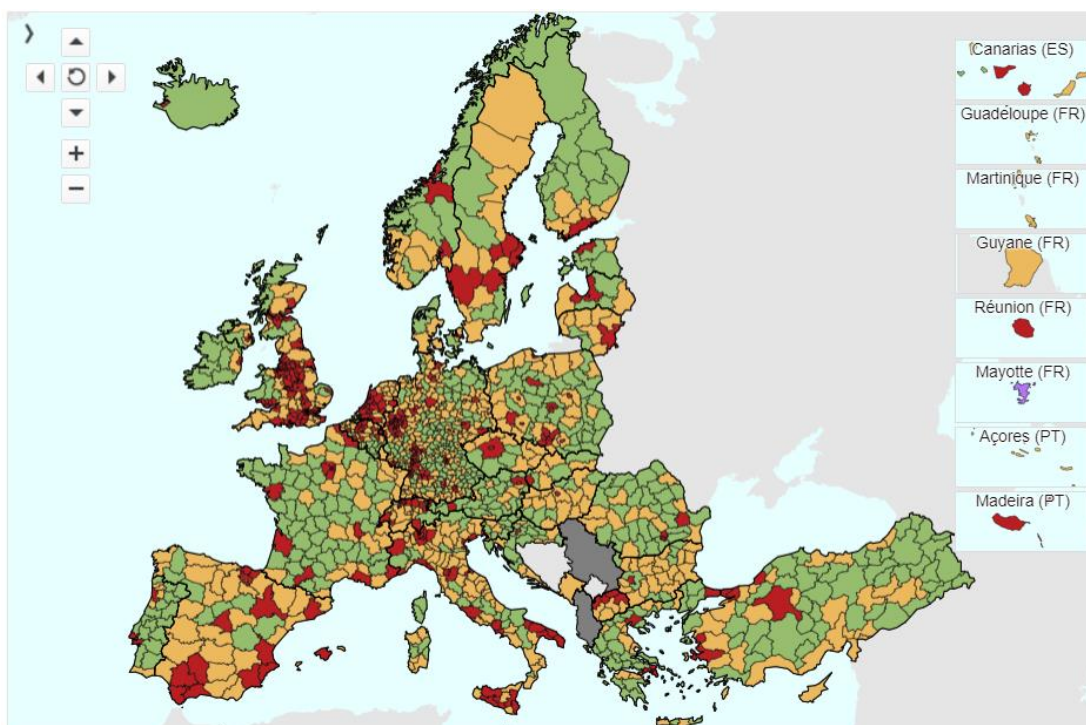 Canarias (ES)
Guadeloupe (FR)
Martinique (FR)
Guyane (FR)
Réunion (FR)
Mayotte (FR)
Açores (PT)
Madeira (PT)